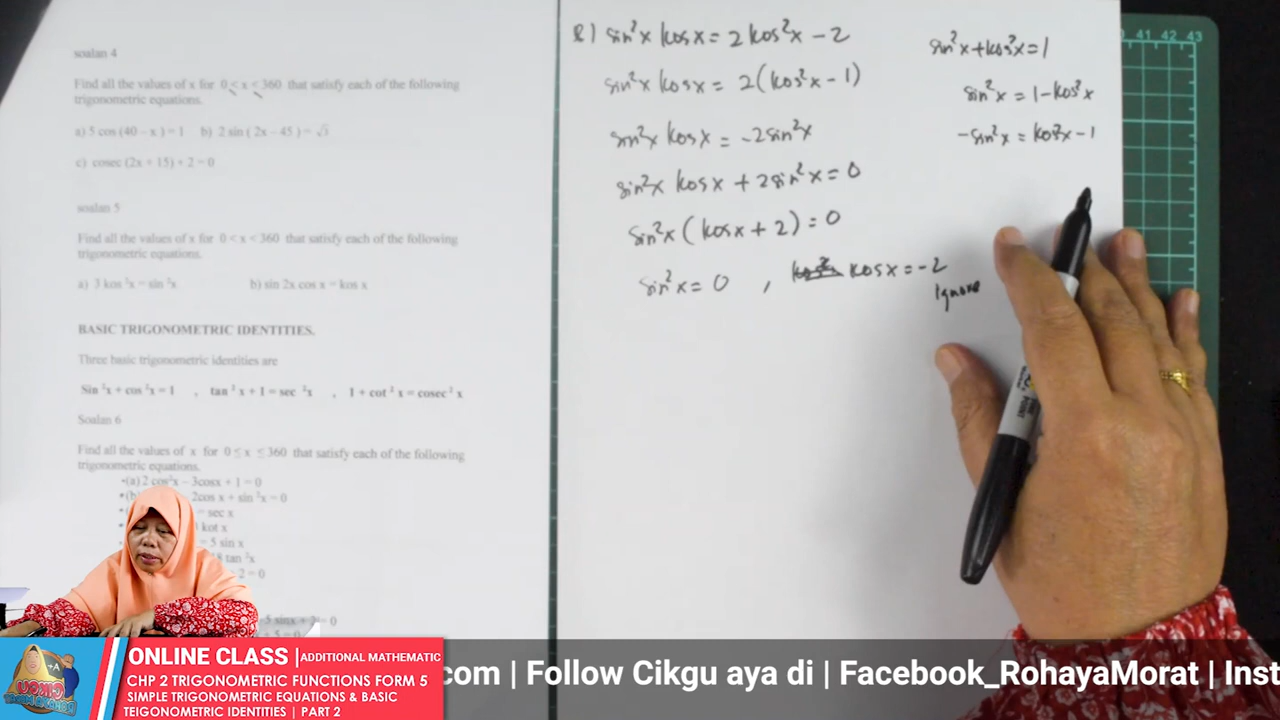 soalan 4
Find all the values of x for 0 < x < 360 that satisfy each of the following
trigonometric equations.
a) 5 cos (40 – x ) = 1 b) 2 sin ( 2x – 45 ) = √3
c) cosec (2x + 15) + 2 = 0
soalan 5
Find all the values of x for 0 < x < 360 that satisfy each of the following
trigonometric equations.
a) 3 kos ²x = sin ²x b) sin 2x cos x = kos x
BASIC TRIGONOMETRIC IDENTITIES.
Three basic trigonometric identities are
Sin ²x + cos ²x = 1 , tan ² x + 1 = sec ²x , 1 + cot ² x = cosec ² x
Soalan 6
Find all the values of x for 0 ≤ x ≤ 360 that satisfy each of the following
trigonometric equations.
•(a) 2 cos²x – 3cosx + 1 = 0
•(b) 2cos x + sin ²x = 0
= sec x
kot x
= 5 sin x
tan ²x
2 = 0
5 sinx + = 0
+ 5 = 0
sin²x kosx = 2kos²x - 2
sin²x kosx = 2(kos²x - 1)
sin²x kosx = -2sin²x
sin²x kosx + 2sin²x = 0
sin²x (kosx + 2) = 0
sin²x = 0 , kosx = -2
Ignore
sin²x + kos²x = 1
sin²x = 1 - kos²x
-sin²x = kos²x - 1
42 43
+A
ONLINE CLASS | ADDITIONAL MATHEMATIC
CHP 2 TRIGONOMETRIC FUNCTIONS FORM 5
SIMPLE TRIGONOMETRIC EQUATIONS & BASIC
TEIGONOMETRIC IDENTITIES | PART 2
com | Follow Cikgu aya di | Facebook_RohayaMorat | Inst